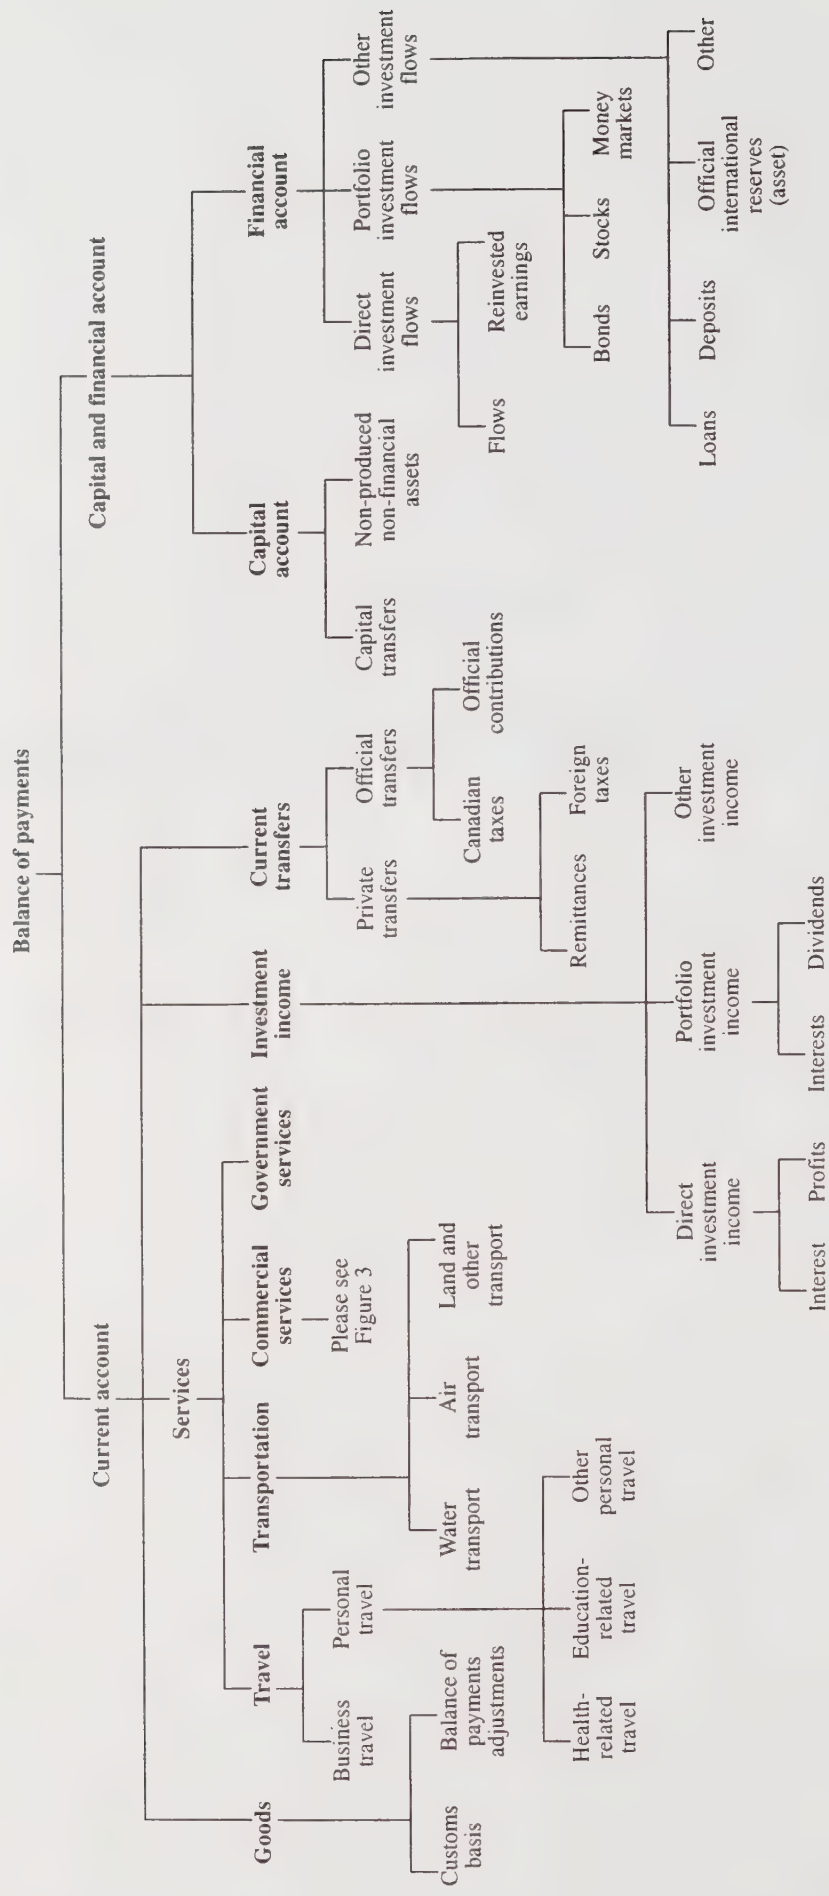 Balance of payments
Current account
Capital and financial account
Services
Goods
Travel
Transportation
Commercial
services
Government
services
Investment
income
Current
transfers
Capital
account
Financial
account
Customs
basis
Balance of
payments
adjustments
Business
travel
Personal
travel
Health-
related
travel
Education-
related
travel
Other
personal
travel
Water
transport
Air
transport
Land and
other
transport
Please see
Figure 3
Direct
investment
income
Portfolio
investment
income
Other
investment
income
Interest
Profits
Interests
Dividends
Private
transfers
Official
transfers
Remittances
Foreign
taxes
Canadian
taxes
Official
contributions
Capital
transfers
Non-produced
non-financial
assets
Direct
investment
flows
Portfolio
investment
flows
Other
investment
flows
Flows
Reinvested
earnings
Bonds
Stocks
Money
markets
Loans
Deposits
Official
international
reserves
(asset)
Other